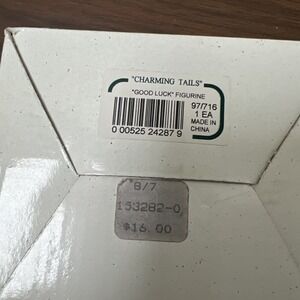 "CHARMING TAILS"
"GOOD LUCK" FIGURINE
97/716
1 EA
MADE IN
CHINA
0 00525 24287 9
8/7
153282-0
$16.00